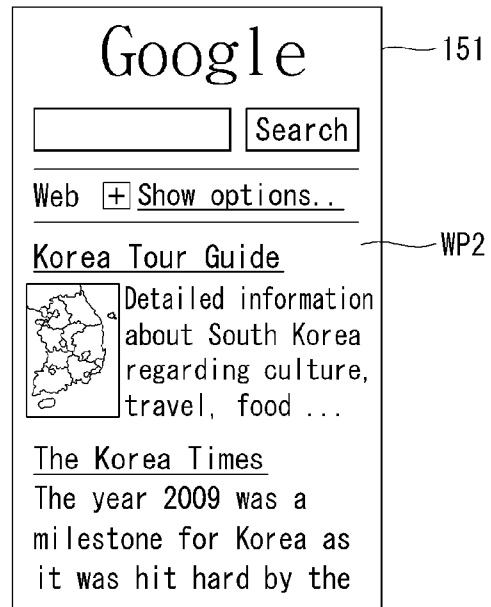 Google
151
Search
Web + Show options..
WP2
Korea Tour Guide
Detailed information
about South Korea
regarding culture,
travel, food ...
The Korea Times
The year 2009 was a
milestone for Korea as
it was hit hard by the